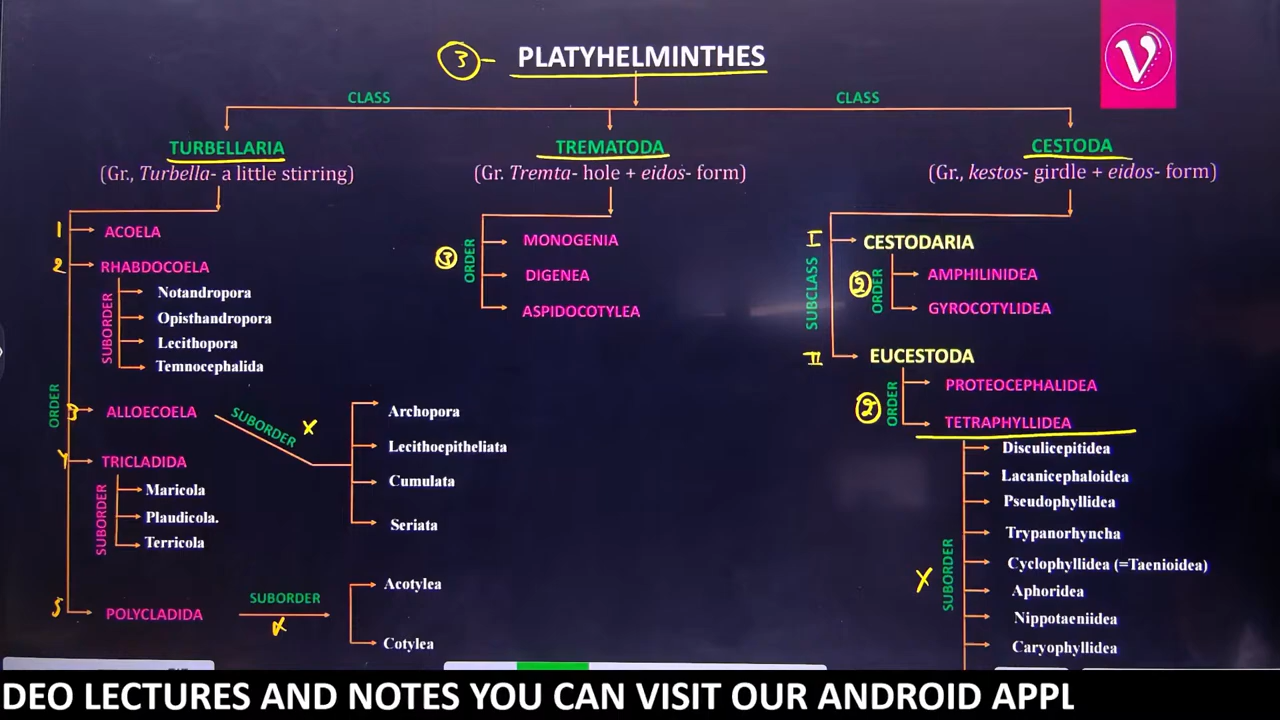 3 - PLATYHELMINTHES
V
CLASS
CLASS
TURBELLARIA
(Gr., Turbella- a little stirring)
1 ACOELA
2 RHABDOCOELA
SUBORDER
Notandropora
Opisthandropora
Lecithopora
Temnocephalida
ORDER
3 ALLOECOELA
SUBORDER X
Archopora
Lecithoepitheliata
Cumulata
Seriata
4 TRICLADIDA
SUBORDER
Maricola
Plaudicola.
Terricola
5 POLYCLADIDA
SUBORDER
X
Acotylea
Cotylea
TREMATODA
(Gr. Tremta- hole + eidos- form)
3 ORDER
MONOGENIA
DIGENEA
ASPIDOCOTYLEA
CESTODA
(Gr., kestos- girdle + eidos- form)
SUBCLASS
I CESTODARIA
2 ORDER
AMPHILINIDEA
GYROCOTYLIDEA
II EUCESTODA
2 ORDER
PROTEOCEPHALIDEA
TETRAPHYLLIDEA
X SUBORDER
Disculicepitidea
Lacanicephaloidea
Pseudophyllidea
Trypanorhyncha
Cyclophyllidea (=Taenioidea)
Aphoridea
Nippotaeniidea
Caryophyllidea
DEO LECTURES AND NOTES YOU CAN VISIT OUR ANDROID APPL